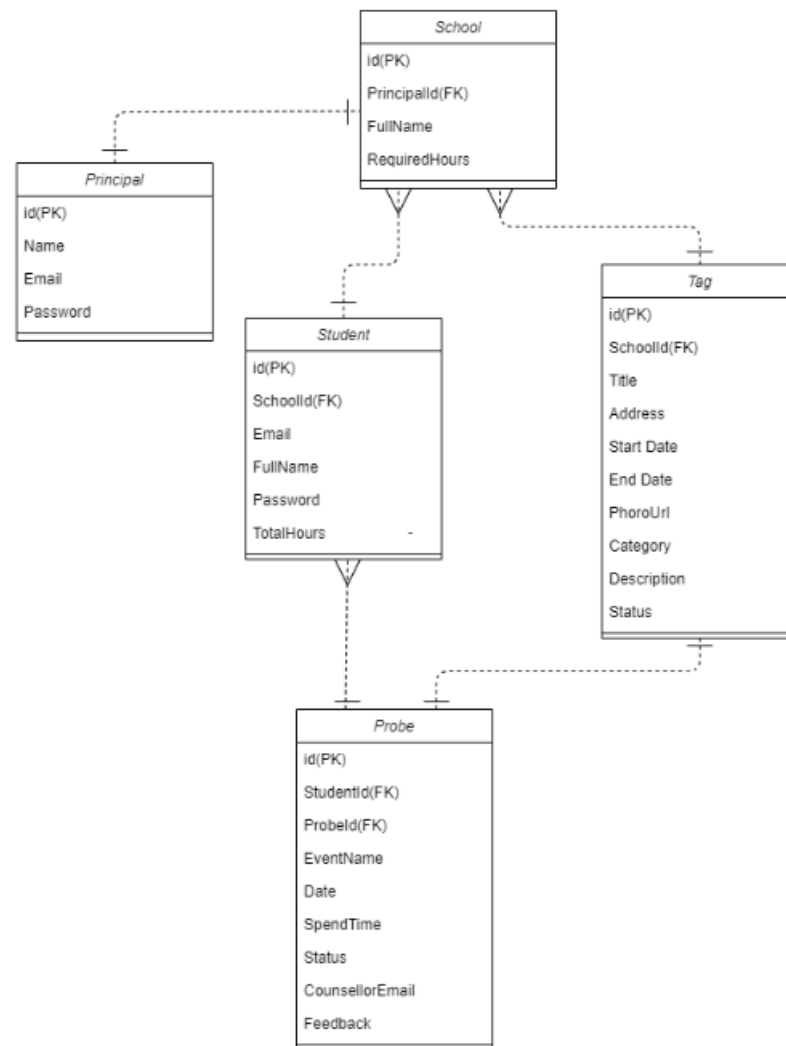 School
id(PK)
PrincipalId(FK)
FullName
RequiredHours
Principal
id(PK)
Name
Email
Password
Student
id(PK)
SchoolId(FK)
Email
FullName
Password
TotalHours -
Tag
id(PK)
SchoolId(FK)
Title
Address
Start Date
End Date
PhoroUrl
Category
Description
Status
Probe
id(PK)
StudentId(FK)
ProbeId(FK)
EventName
Date
SpendTime
Status
CounsellorEmail
Feedback